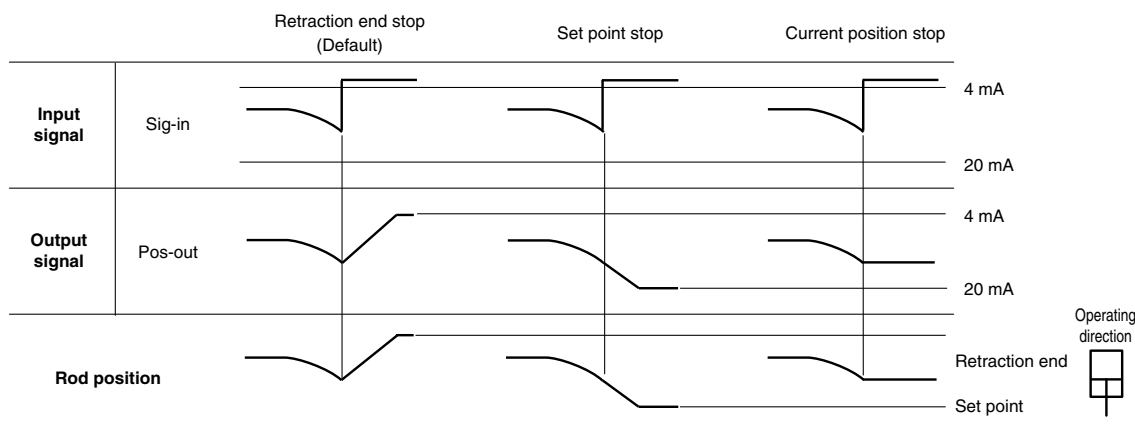 Retraction end stop
(Default)
Set point stop
Current position stop
Input
signal
Sig-in
4 mA
20 mA
Output
signal
Pos-out
4 mA
20 mA
Operating
direction
Rod position
Retraction end
Set point